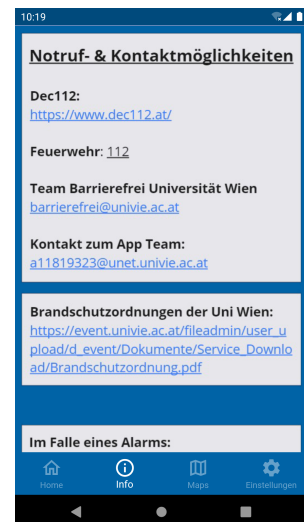 10:19
Notruf- & Kontaktmöglichkeiten
Dec112:
https://www.dec112.at/
Feuerwehr: 112
Team Barrierefrei Universität Wien
barrierefrei@univie.ac.at
Kontakt zum App Team:
a11819323@unet.univie.ac.at
Brandschutzordnungen der Uni Wien:
https://event.univie.ac.at/fileadmin/user_u
pload/d_event/Dokumente/Service_Downlo
ad/Brandschutzordnung.pdf
Im Falle eines Alarms:
Home Info Maps Einstellungen